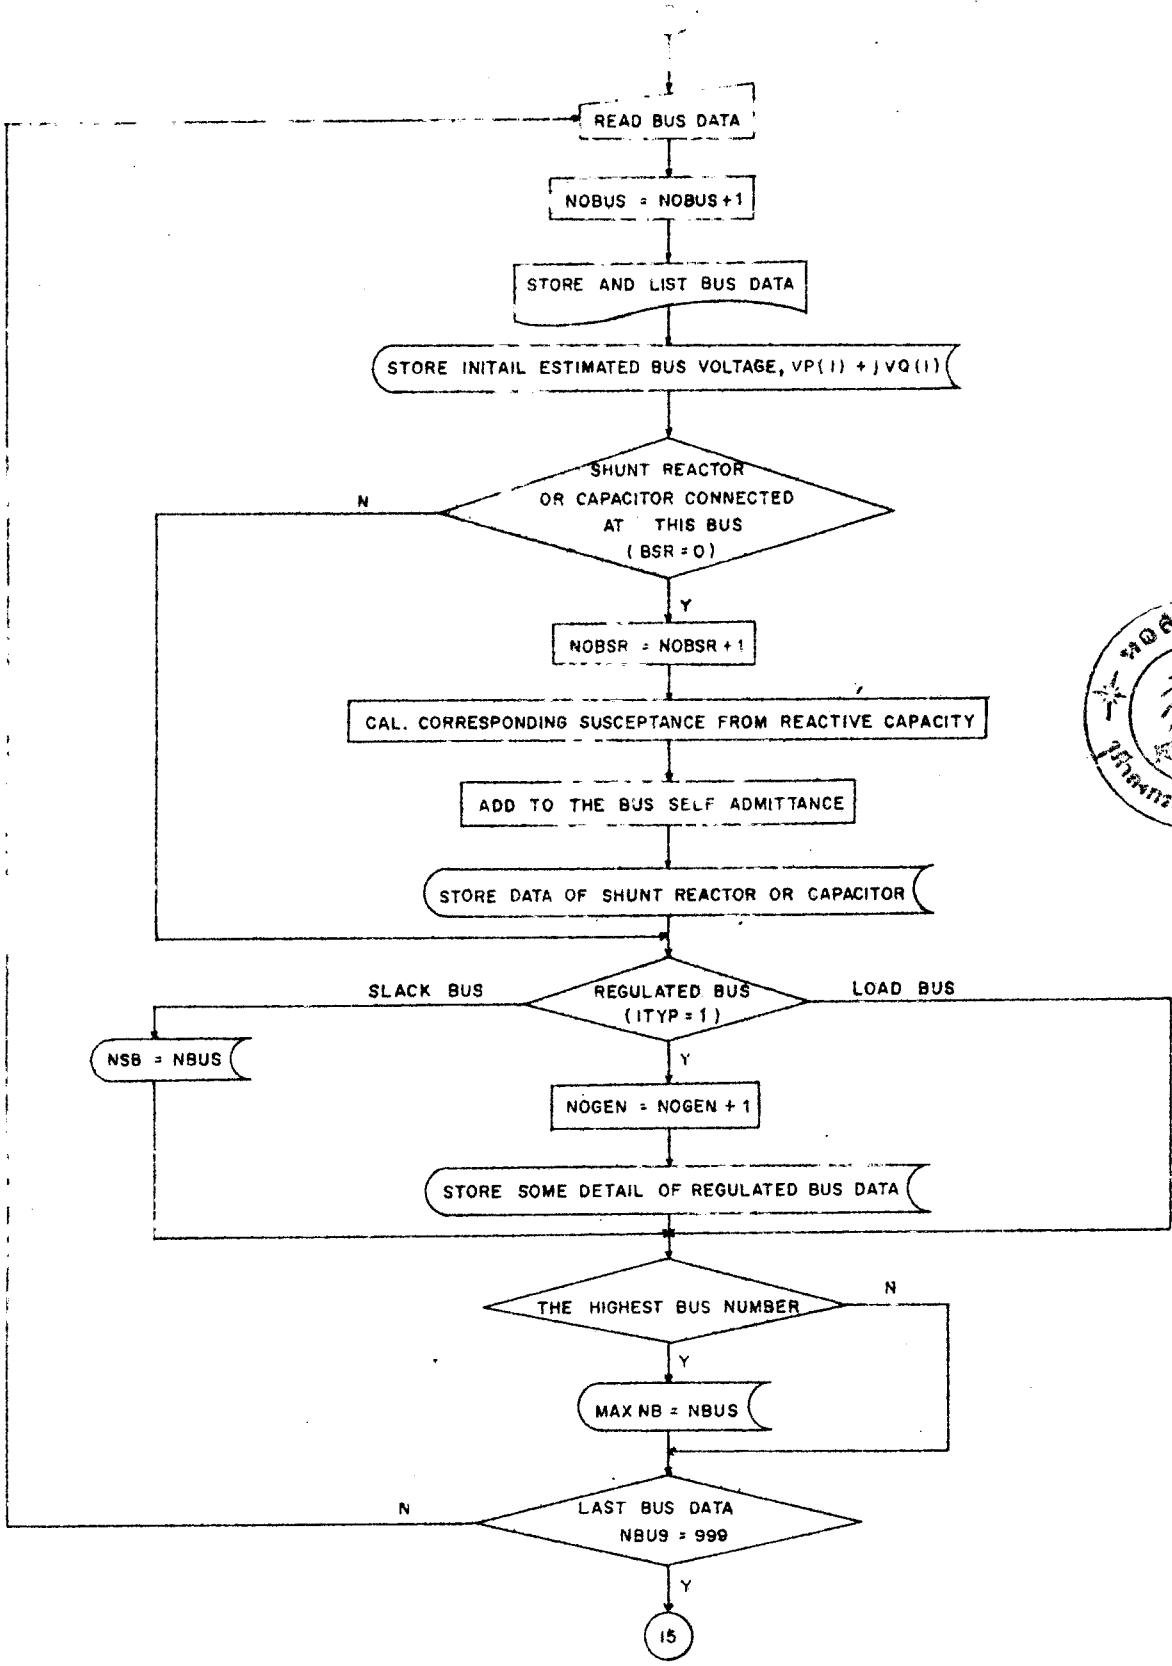 READ BUS DATA
NOBUS = NOBUS+1
STORE AND LIST BUS DATA
STORE INITAIL ESTIMATED BUS VOLTAGE, VP(I) + jVQ(I)
SHUNT REACTOR
OR CAPACITOR CONNECTED
AT THIS BUS
(BSR=0)
N
Y
NOBSR = NOBSR+1
CAL. CORRESPONDING SUSCEPTANCE FROM REACTIVE CAPACITY
ADD TO THE BUS SELF ADMITTANCE
STORE DATA OF SHUNT REACTOR OR CAPACITOR
SLACK BUS
REGULATED BUS
(ITYP=1)
LOAD BUS
NSB = NBUS
Y
NOGEN = NOGEN + 1
STORE SOME DETAIL OF REGULATED BUS DATA
THE HIGHEST BUS NUMBER
N
Y
MAX NB = NBUS
LAST BUS DATA
NBUS = 999
N
Y
15